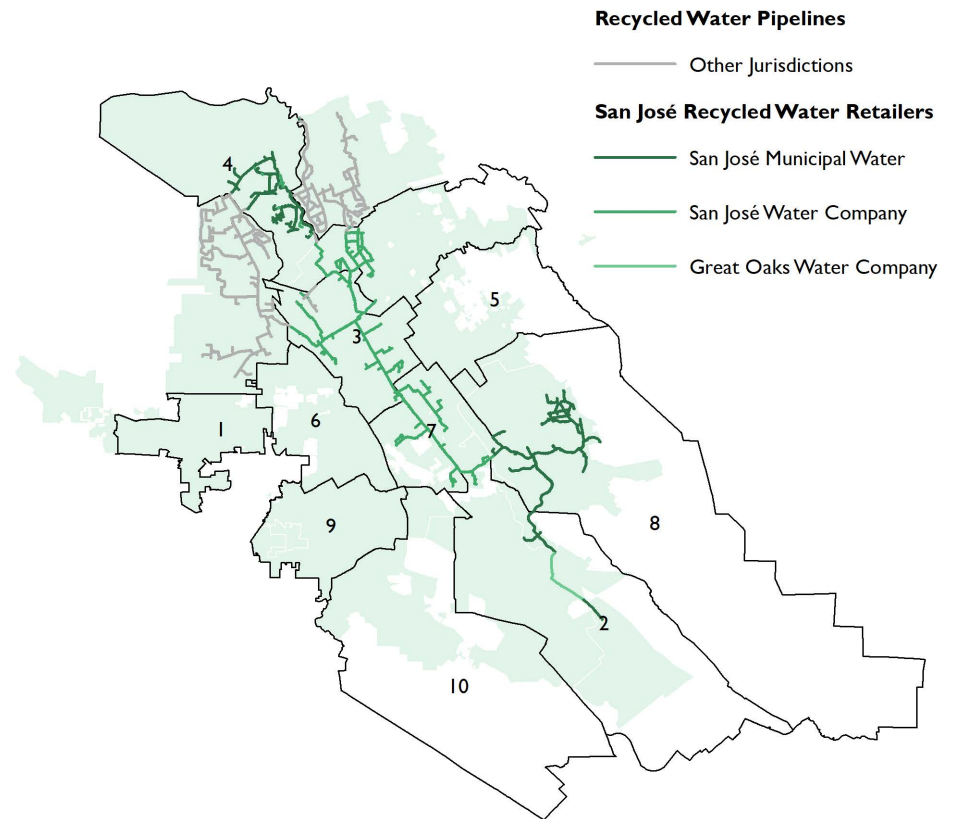 Recycled Water Pipelines
Other Jurisdictions
San José Recycled Water Retailers
San José Municipal Water
San José Water Company
Great Oaks Water Company
4
5
3
1
6
7
9
8
2
10